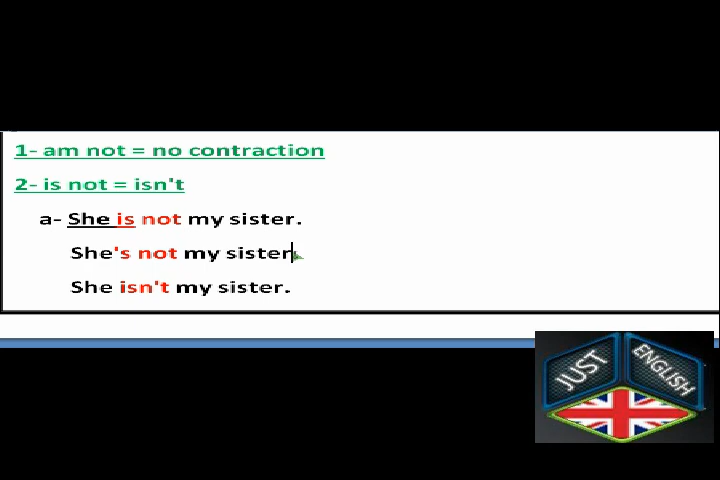 1- am not = no contraction
2- is not = isn't
a- She is not my sister.
She's not my sister.
She isn't my sister.
JUST
ENGLISH